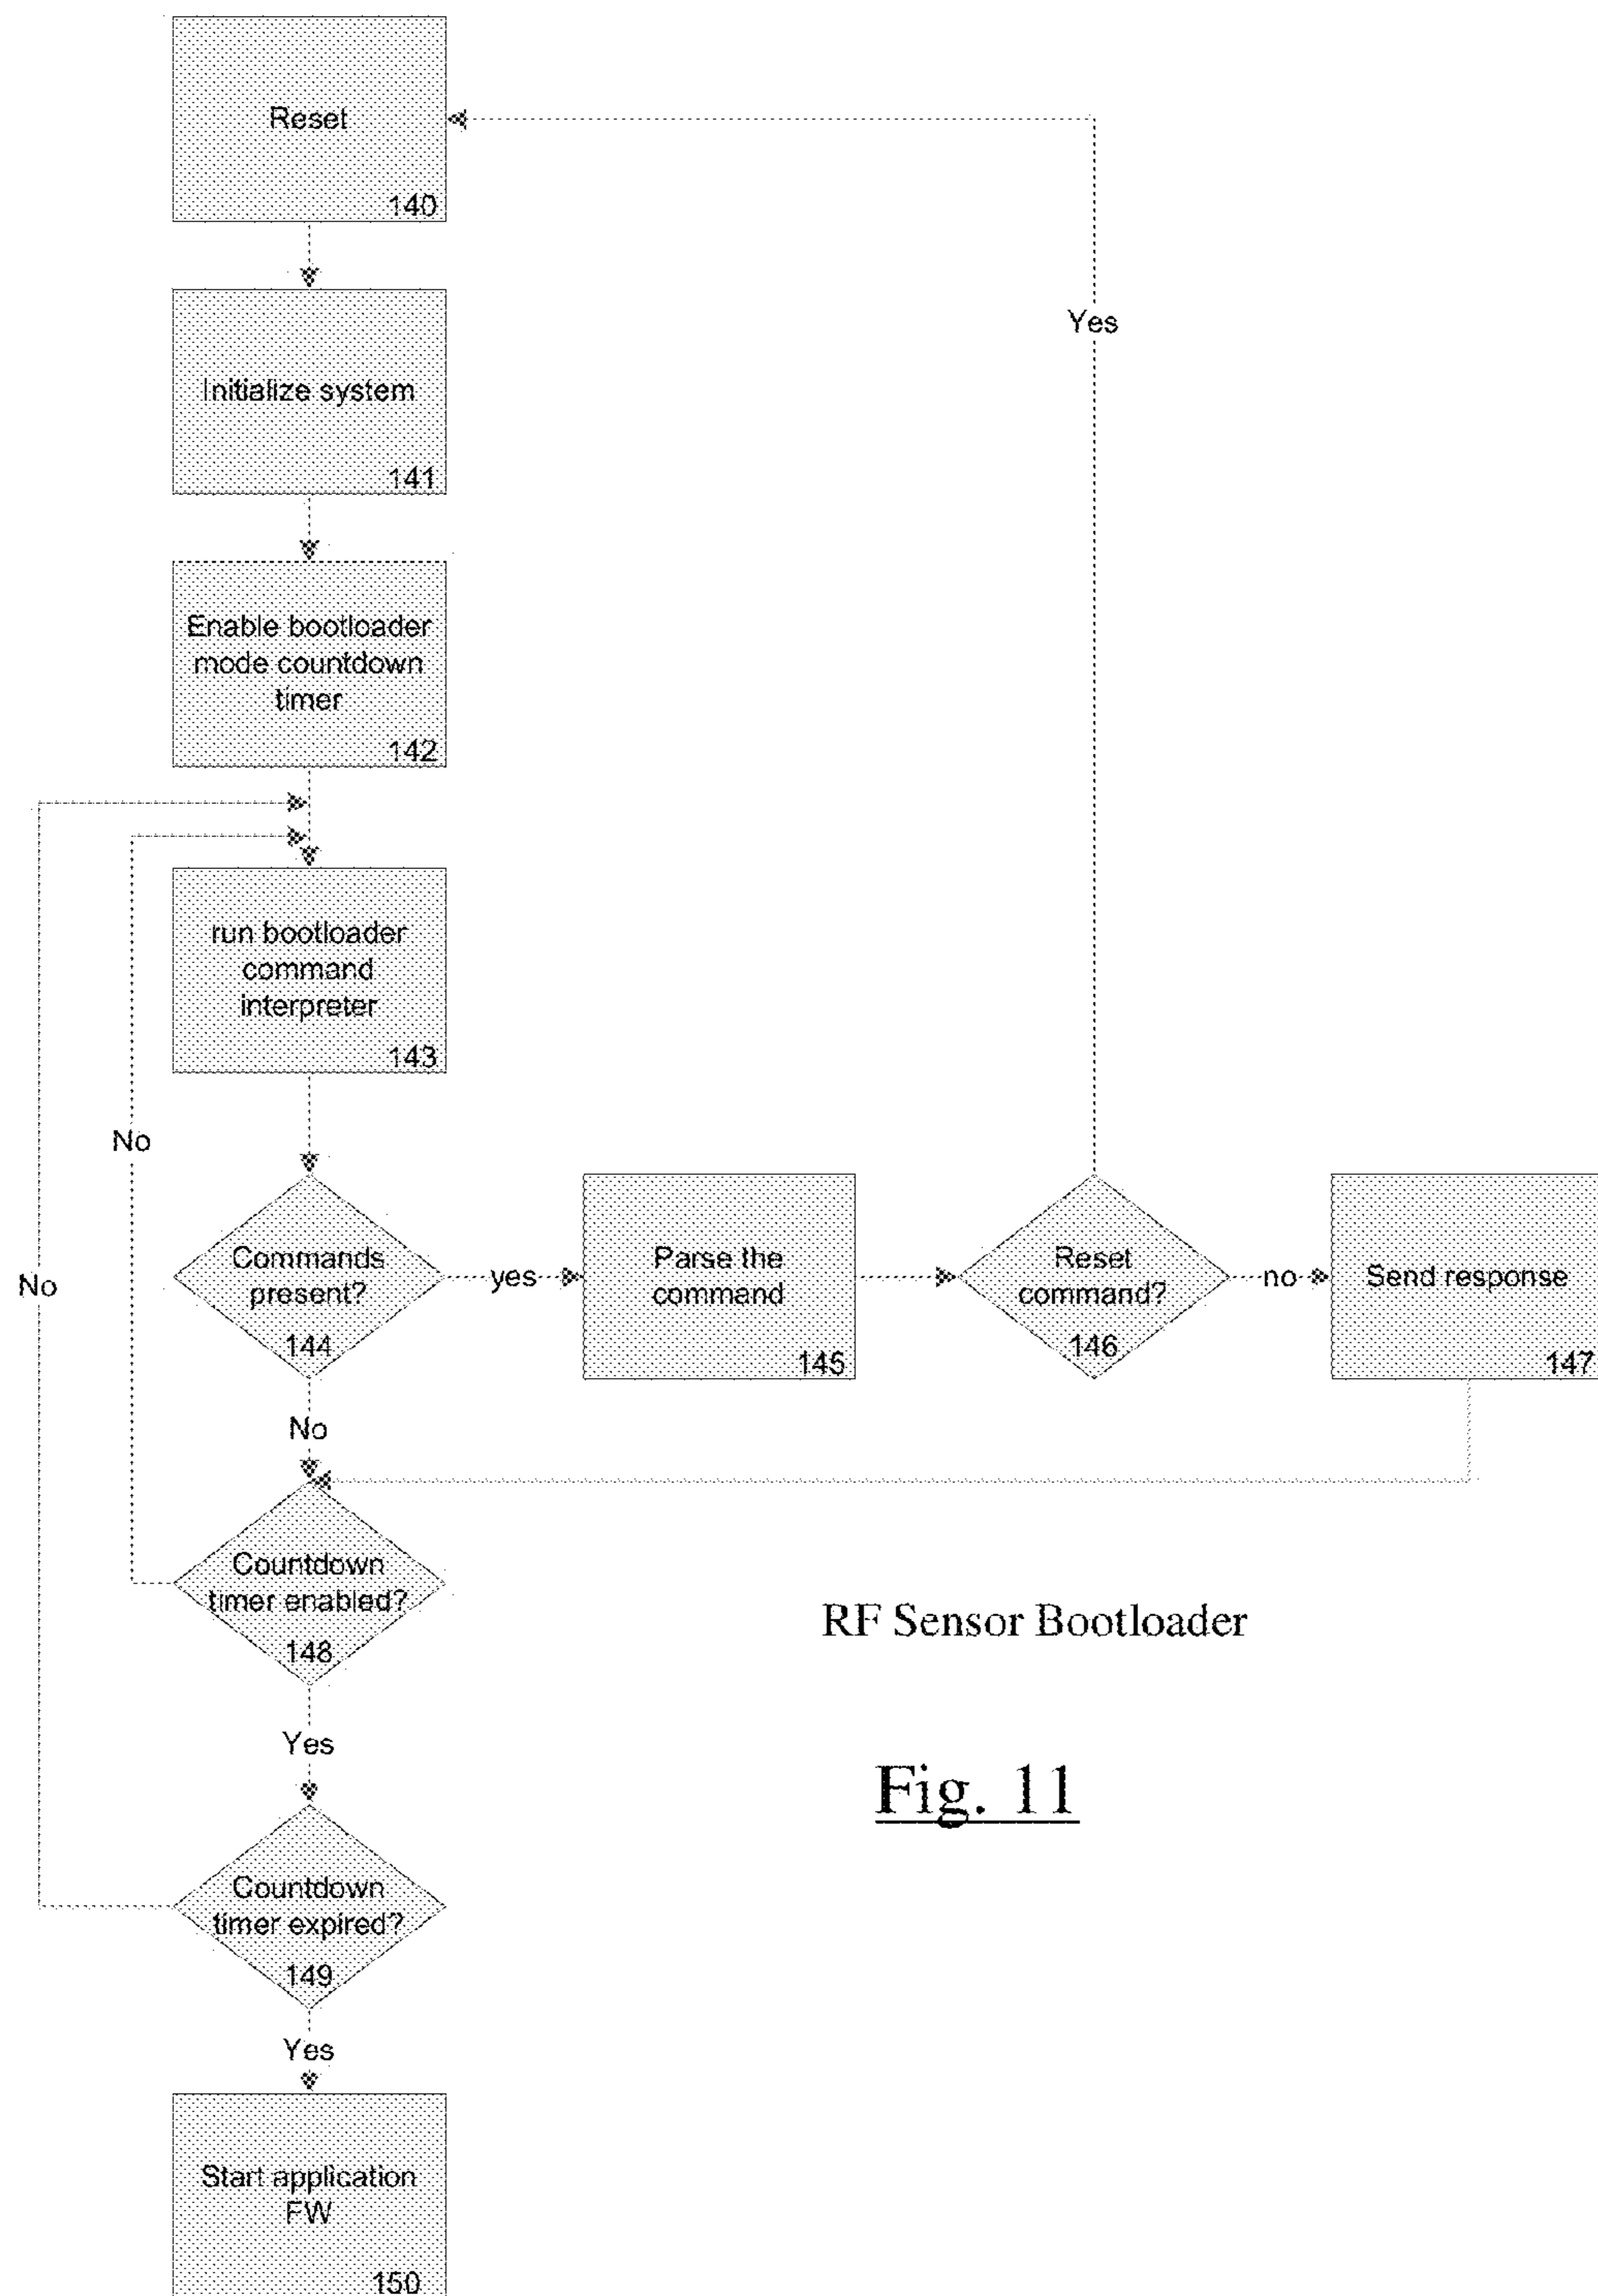 Reset
140
Yes
Initialize system
141
Enable bootloader
mode countdown
timer
142
run bootloader
command
interpreter
143
No
No
Commands
present?
144
yes
Parse the
command
145
Reset
command?
146
no
Send response
147
No
Countdown
timer enabled?
148
RF Sensor Bootloader
Yes
Fig. 11
Countdown
timer expired?
149
Yes
Start application
FW
150